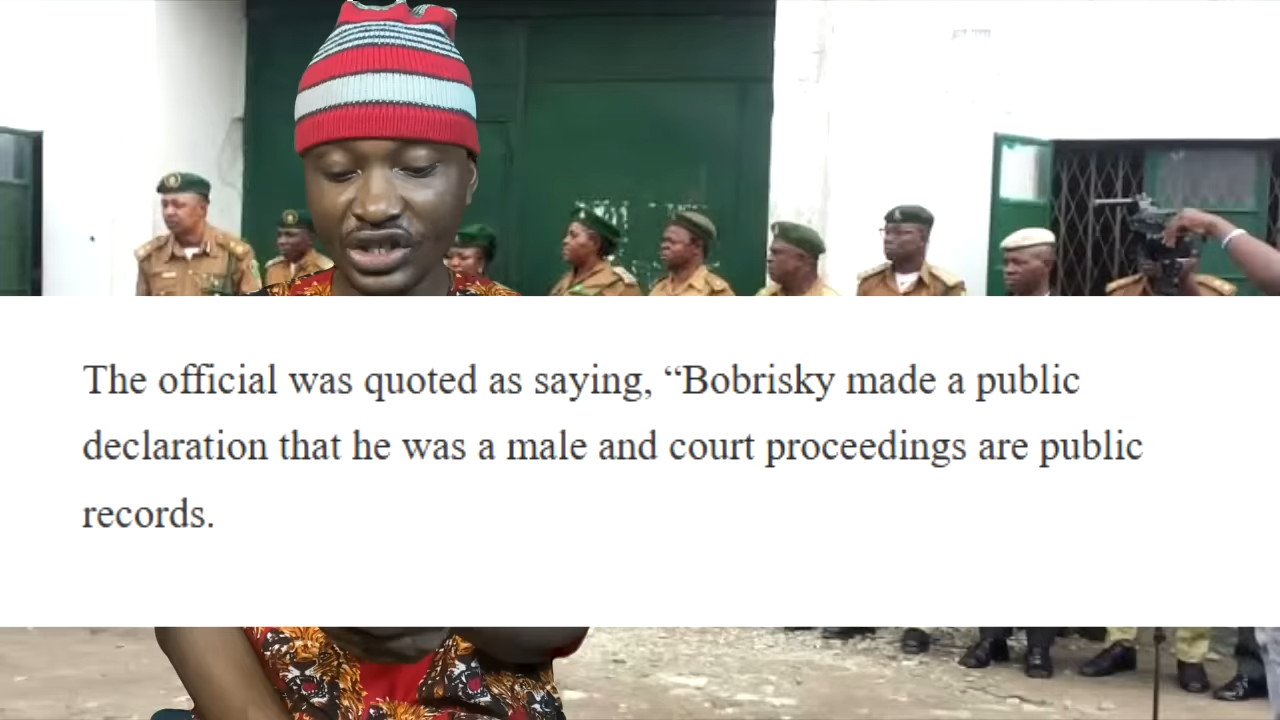 The official was quoted as saying, “Bobrisky made a public
declaration that he was a male and court proceedings are public
records.